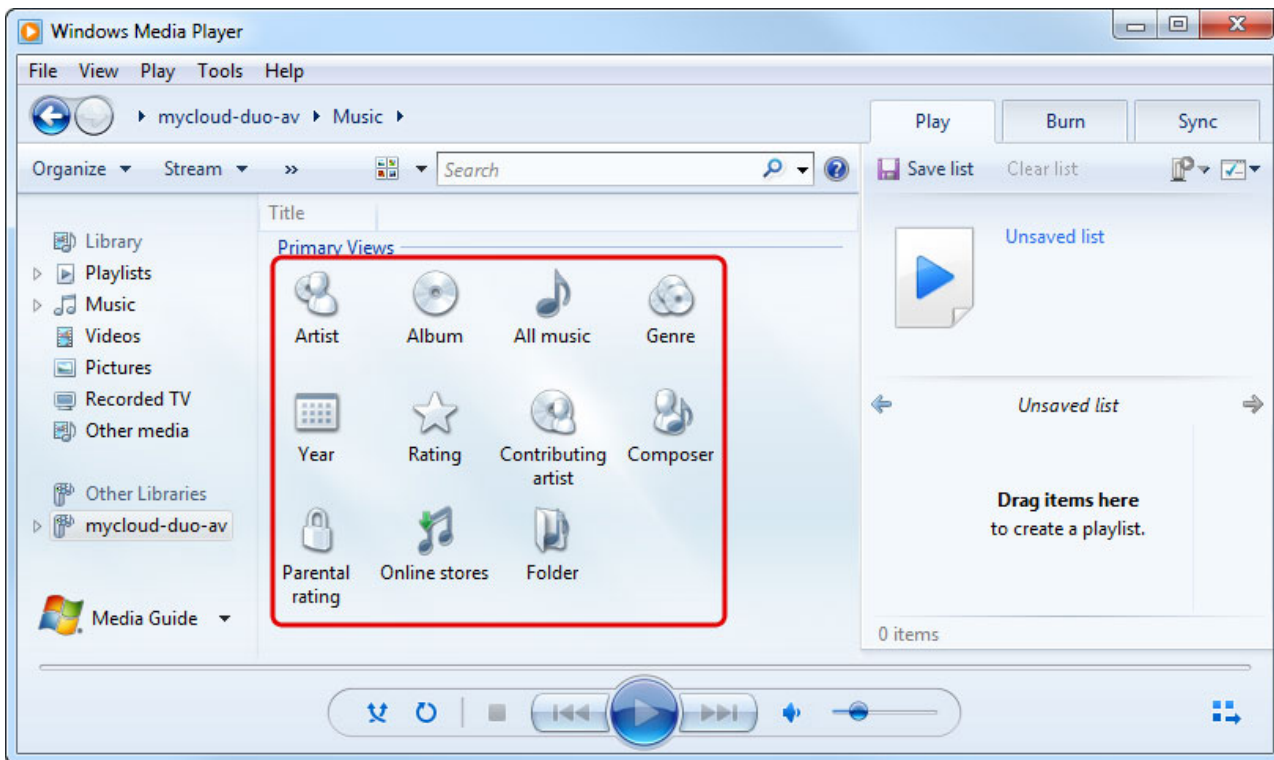 Windows Media Player
File View Play Tools Help
mycloud-duo-av Music
Play Burn Sync
Organize Stream » Search
Save list Clear list
Title
Primary Views
Library
Playlists
Music
Videos
Pictures
Recorded TV
Other media
Other Libraries
mycloud-duo-av
Media Guide
Artist Album All music Genre
Year Rating Contributing artist Composer
Parental rating Online stores Folder
Unsaved list
Unsaved list
Drag items here
to create a playlist.
0 items